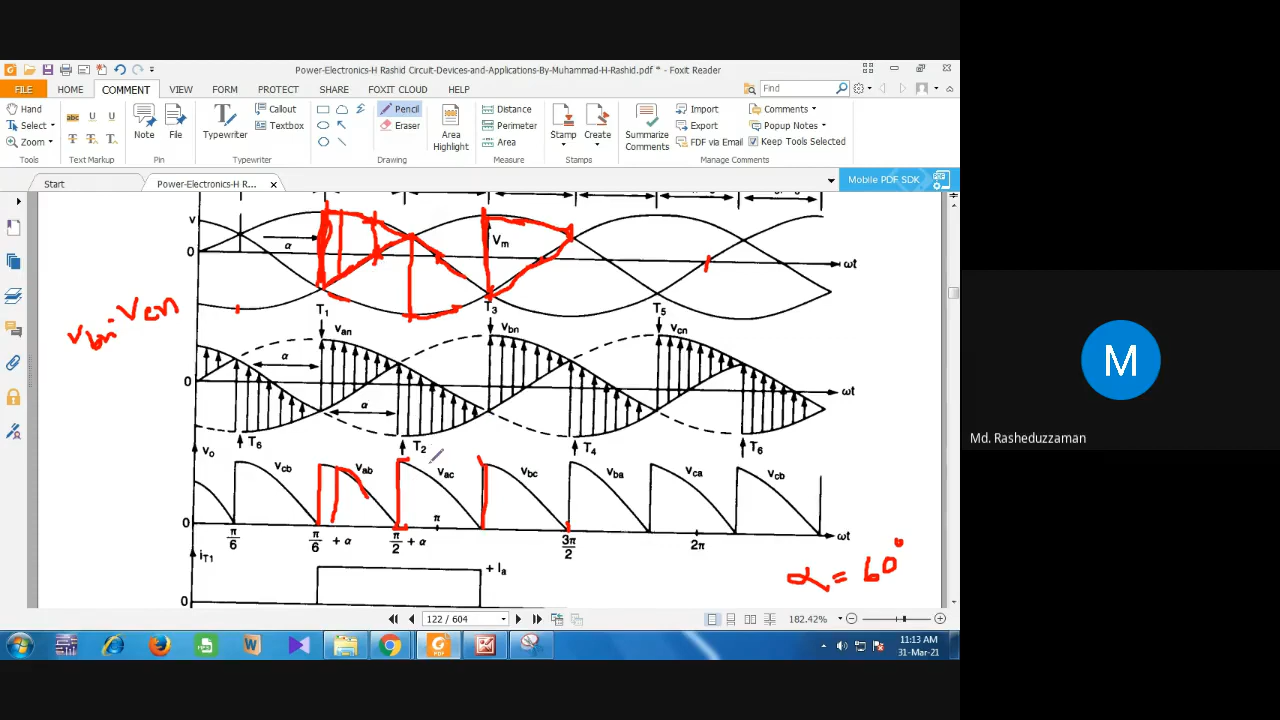 Power-Electronics-H Rashid Circuit-Devices-and-Applications-By-Muhammad-H-Rashid.pdf * - Foxit Reader
FILE HOME COMMENT VIEW FORM PROTECT SHARE FOXIT CLOUD HELP Find
Hand Select Zoom Tools
abc U U T T T Text Markup
Note File Pin
Typewriter Callout Textbox Typewriter
Pencil Eraser Drawing
Area Highlight
Distance Perimeter Area Measure
Stamp Create Stamps
Summarize Comments Import Export FDF via Email Comments Popup Notes Keep Tools Selected Manage Comments
Start Power-Electronics-H R... Mobile PDF SDK
v 0 α Vm ωt
Vbn - Vcn
T1 T3 T5
van vbn vcn
α
0 ωt
α
T6 T2 T4 T6
vo vcb vab vac vbc vba vca vcb
π 2π
0 ωt
π/6 π/6 + α π/2 + α 3π/2
α = 60°
iT1 + Ia
0
122 / 604 182.42%
11:13 AM
31-Mar-21
M
Md. Rasheduzzaman